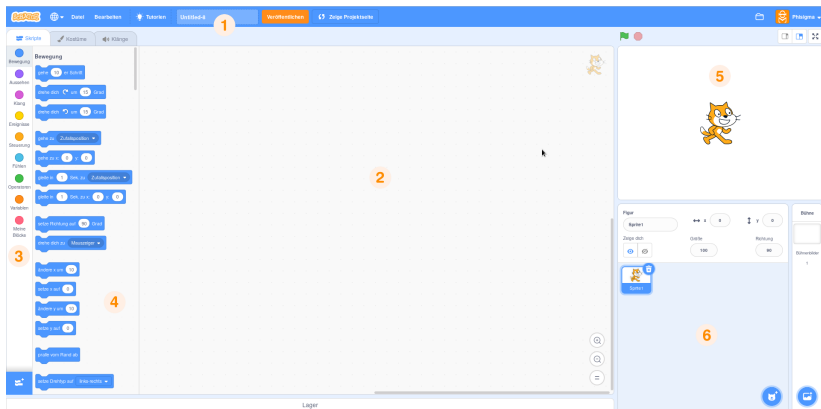 SCRATCH Datei Bearbeiten Tutorien Untitled-6 Veröffentlichen Zeige Projektseite Phisigma
1
Skripte Kostüme Klänge
Bewegung
Bewegung
gehe 10 er Schritt
Aussehen
drehe dich um 15 Grad
Klang
drehe dich um 15 Grad
Ereignisse
gehe zu Zufallsposition
Steuerung
gehe zu x: 0 y: 0
Fühlen
gleite in 1 Sek. zu Zufallsposition
Operatoren
gleite in 1 Sek. zu x: 0 y: 0
Variablen
setze Richtung auf 90 Grad
Meine
Blöcke
drehe dich zu Mauszeiger
3
ändere x um 10
setze x auf 0
4
ändere y um 10
setze y auf 0
pralle vom Rand ab
setze Drehtyp auf links-rechts
2
Lager
5
Figur
Sprite1 x 0 y 0
Zeige dich Größe Richtung
100 90
Sprite1
6
Bühne
Bühnenbilder
1